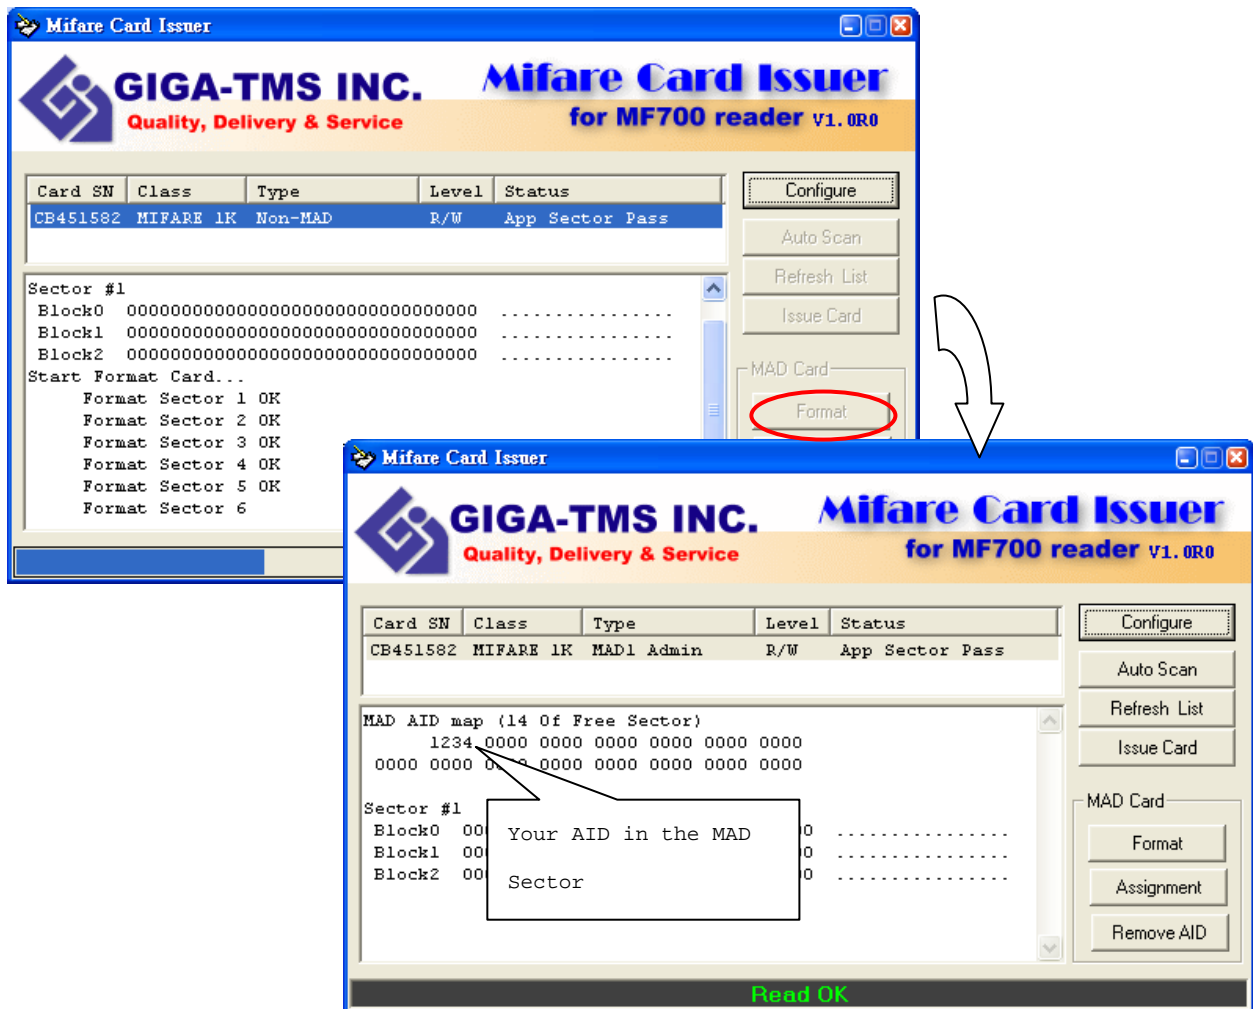 Mifare Card Issuer
GIGA-TMS INC.
Quality, Delivery & Service
Mifare Card Issuer
for MF700 reader V1.0R0
Card SN Class Type Level Status
CB451582 MIFARE 1K Non-MAD R/W App Sector Pass
Configure
Auto Scan
Refresh List
Issue Card
MAD Card
Format
Sector #1
Block0 00000000000000000000000000000000 ................
Block1 00000000000000000000000000000000 ................
Block2 00000000000000000000000000000000 ................
Start Format Card...
Format Sector 1 OK
Format Sector 2 OK
Format Sector 3 OK
Format Sector 4 OK
Format Sector 5 OK
Format Sector 6
Mifare Card Issuer
GIGA-TMS INC.
Quality, Delivery & Service
Mifare Card Issuer
for MF700 reader V1.0R0
Card SN Class Type Level Status
CB451582 MIFARE 1K MAD1 Admin R/W App Sector Pass
Configure
Auto Scan
Refresh List
Issue Card
MAD Card
Format
Assignment
Remove AID
MAD AID map (14 Of Free Sector)
1234 0000 0000 0000 0000 0000 0000
0000 0000 0000 0000 0000 0000 0000 0000
Sector #1
Block0 00 0 ................
Block1 00 0 ................
Block2 00 0 ................
Your AID in the MAD
Sector
Read OK